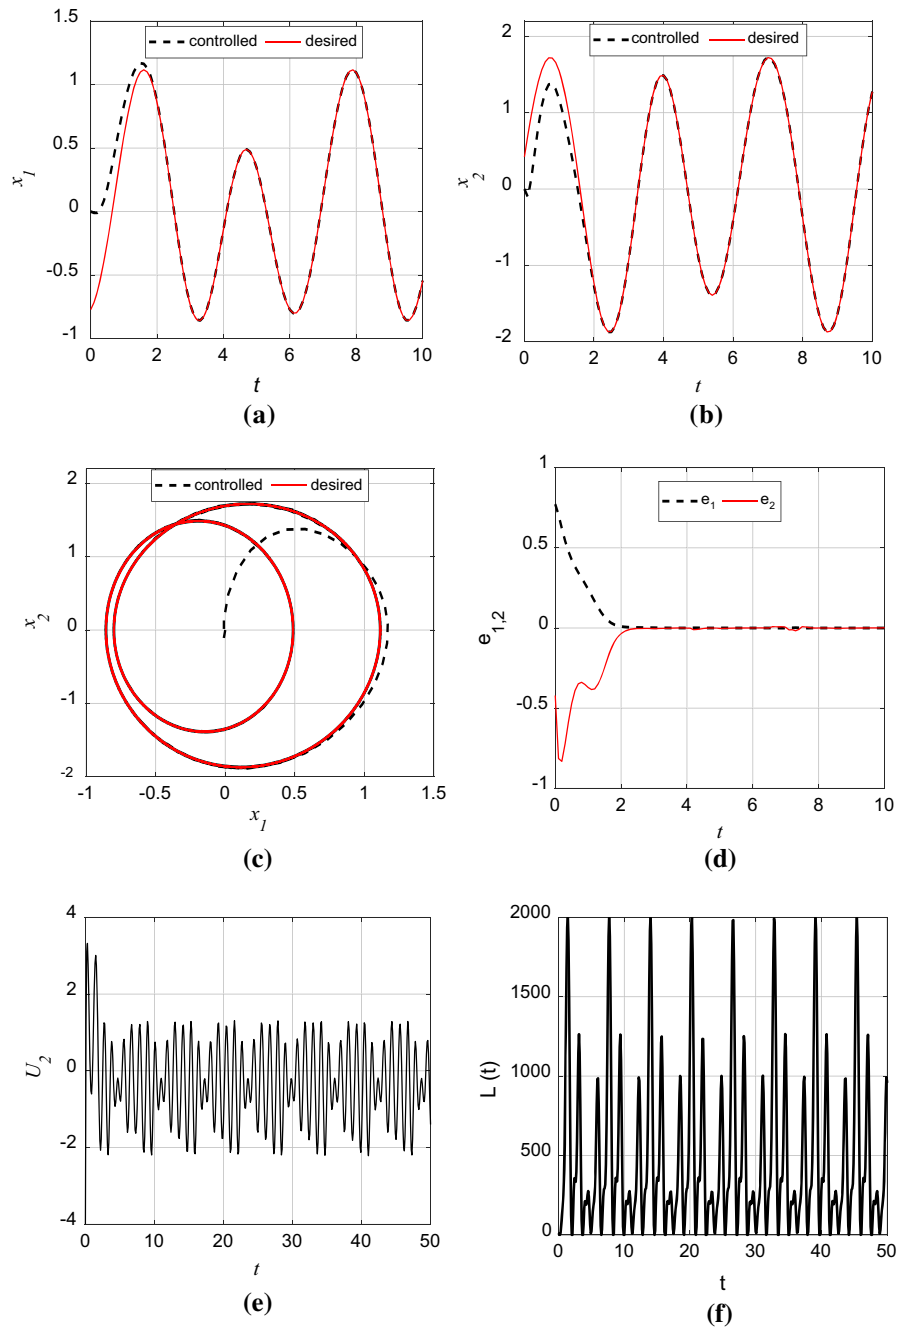 1.5
controlled desired
1
0.5
x1
0
-0.5
-1
0 2 4 6 8 10
t
(a)
2
controlled desired
1
x2
0
-1
-2
0 2 4 6 8 10
t
(b)
2
controlled desired
1
x2
0
-1
-2
-1 -0.5 0 0.5 1 1.5
x1
(c)
1
e1 e2
0.5
e1,2
0
-0.5
-1
0 2 4 6 8 10
t
(d)
4
2
U2
0
-2
-4
0 10 20 30 40 50
t
(e)
2000
1500
L (t)
1000
500
0
0 10 20 30 40 50
t
(f)